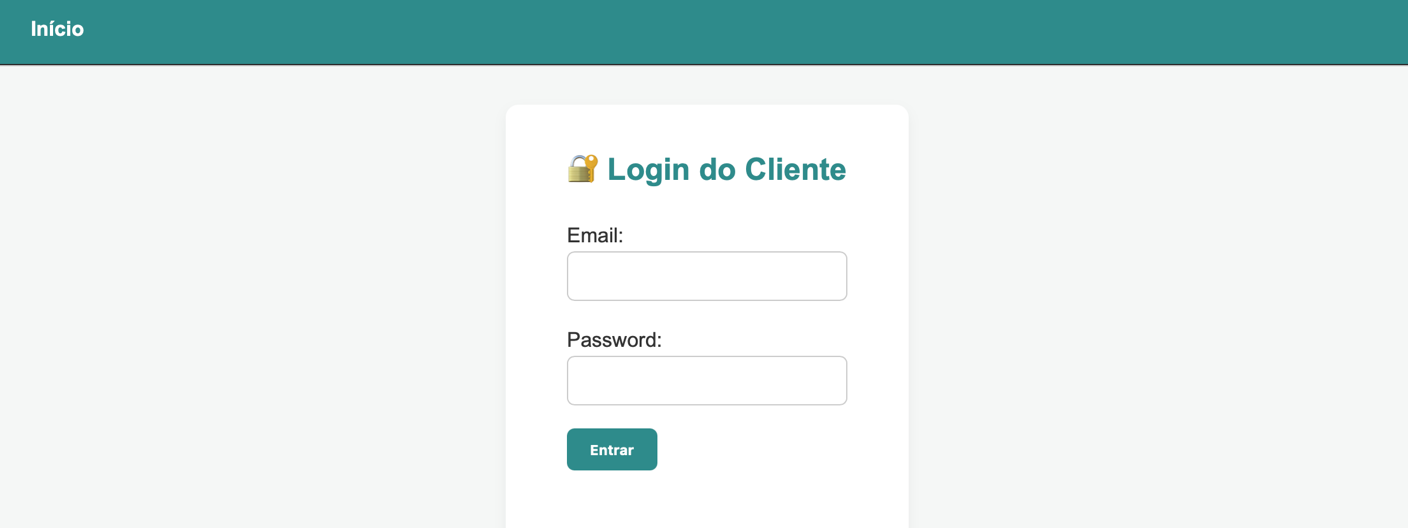 Início
Login do Cliente
Email:
Password:
Entrar